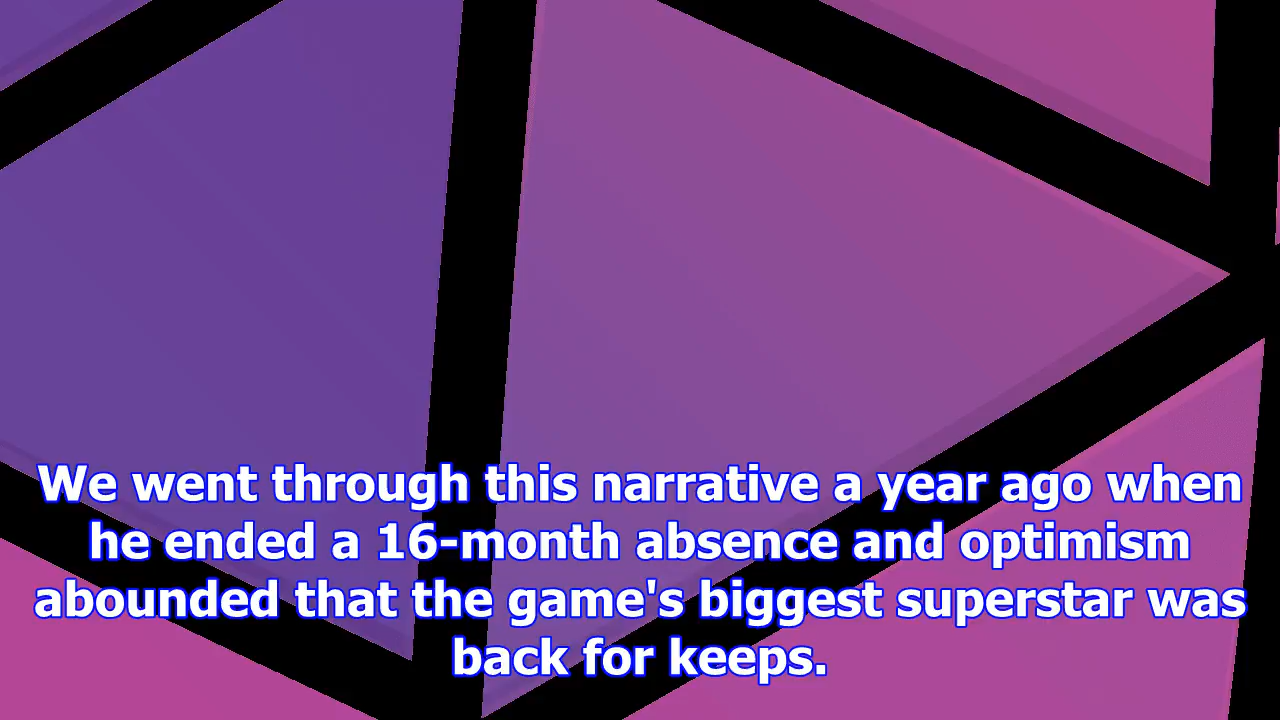 We went through this narrative a year ago when
he ended a 16-month absence and optimism
abounded that the game's biggest superstar was
back for keeps.